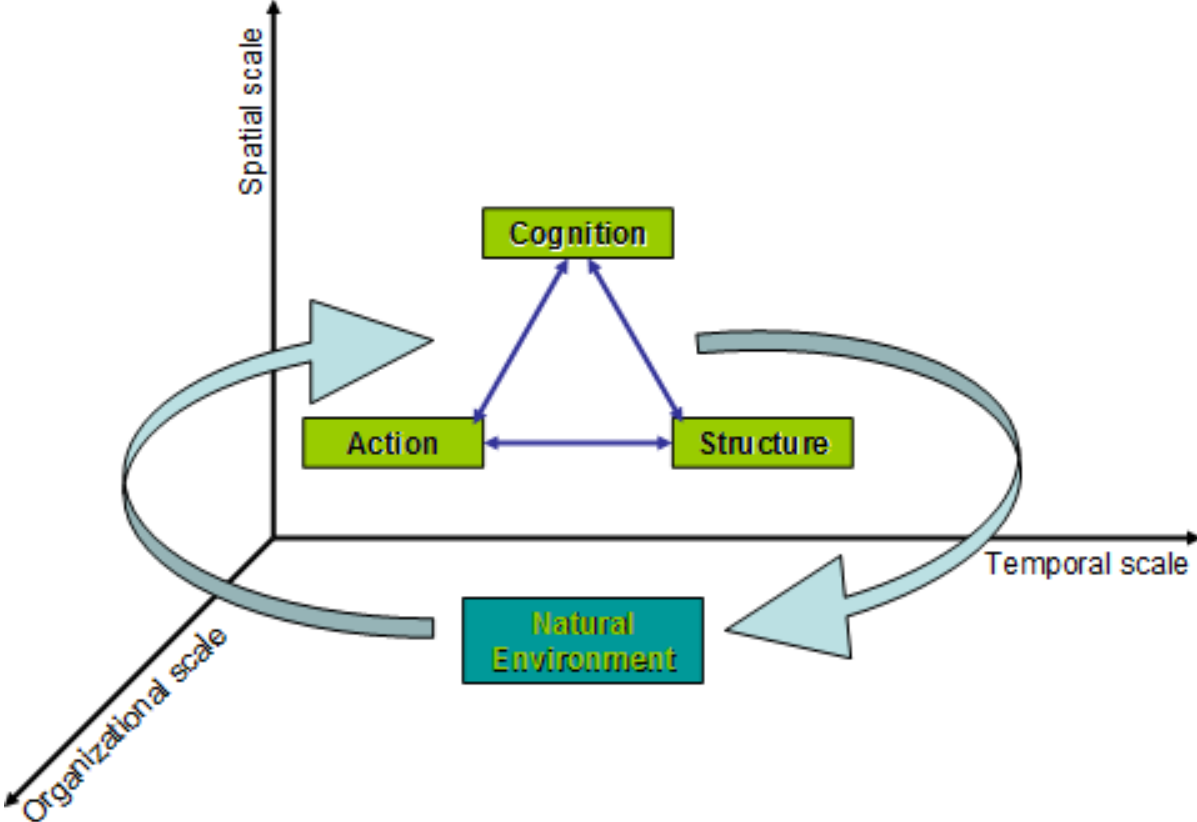 Spatial scale
Cognition
Action
Structure
Temporal scale
Natural
Environment
Organizational scale